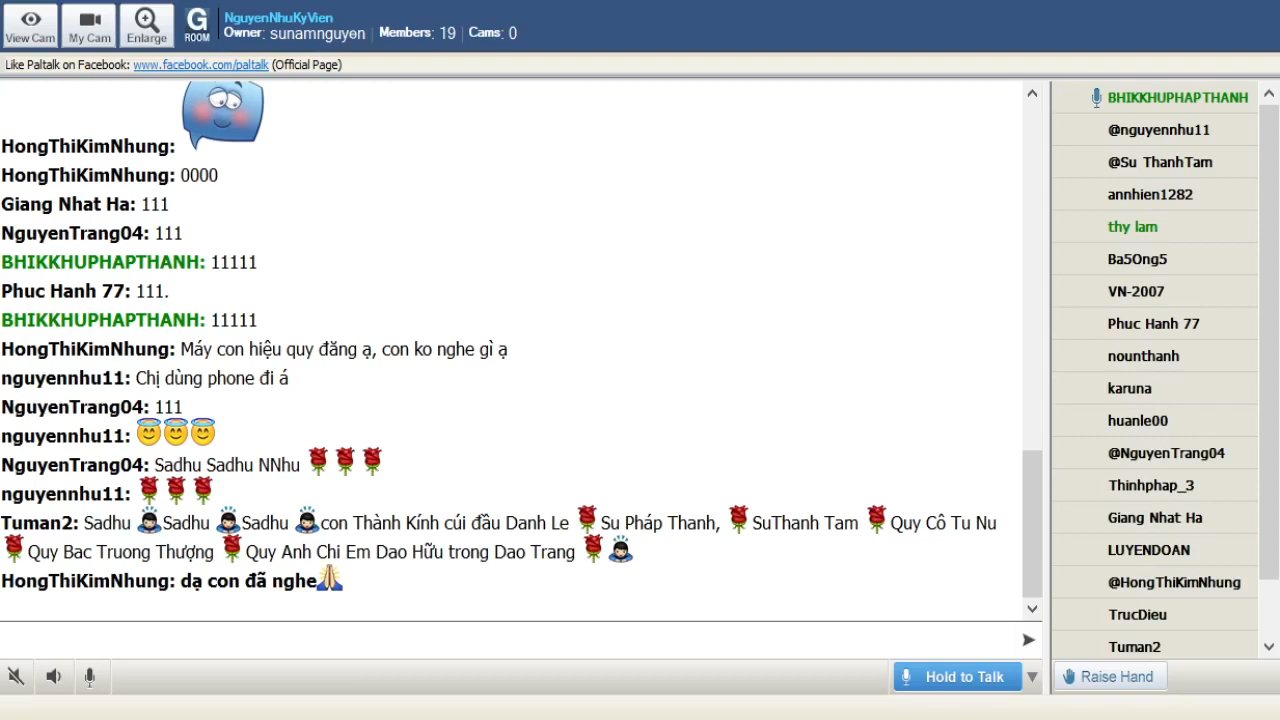 NguyenNhuKyVien
View Cam
My Cam
Enlarge
G ROOM
Owner: sunamnguyen | Members: 19 | Cams: 0
Like Paltalk on Facebook: www.facebook.com/paltalk (Official Page)
HongThiKimNhung:
HongThiKimNhung: 0000
Giang Nhat Ha: 111
NguyenTrang04: 111
BHIKKHUPHAPTHANH: 11111
Phuc Hanh 77: 111.
BHIKKHUPHAPTHANH: 11111
HongThiKimNhung: Máy con hiệu quy đăng ạ, con ko nghe gì ạ
nguyennhu11: Chị dùng phone đi á
NguyenTrang04: 111
nguyennhu11:
NguyenTrang04: Sadhu Sadhu NNhu
nguyennhu11:
Tuman2: Sadhu Sadhu Sadhu con Thành Kính cúi đầu Danh Le Su Pháp Thanh, SuThanh Tam Quy Cô Tu Nu
Quy Bac Truong Thượng Quy Anh Chi Em Dao Hữu trong Dao Trang
HongThiKimNhung: dạ con đã nghe
BHIKKHUPHAPTHANH
@nguyennhu11
@Su ThanhTam
annhien1282
thy lam
Ba5Ong5
VN-2007
Phuc Hanh 77
nounthanh
karuna
huanle00
@NguyenTrang04
Thinhphap_3
Giang Nhat Ha
LUYENDOAN
@HongThiKimNhung
TrucDieu
Tuman2
Hold to Talk
Raise Hand